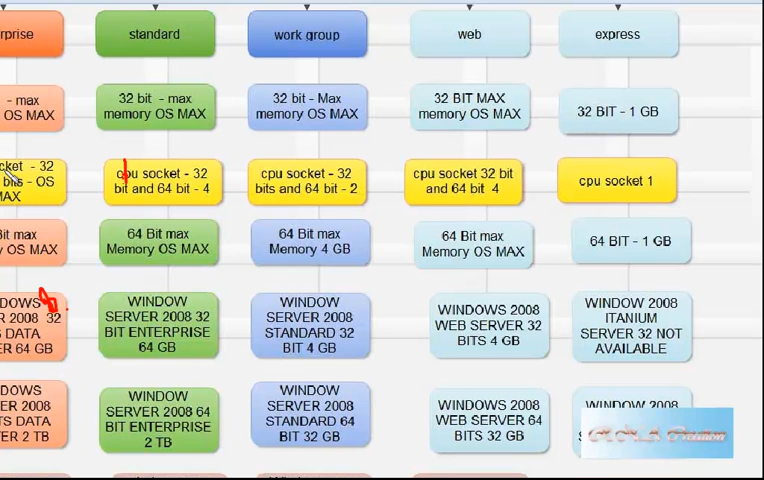 rprise
standard
work group
web
express
- max
OS MAX
32 bit - max
memory OS MAX
32 bit - Max
memory OS MAX
32 BIT MAX
memory OS MAX
32 BIT - 1 GB
cket - 32
bits - OS
MAX
cpu socket - 32
bit and 64 bit - 4
cpu socket - 32
bits and 64 bit - 2
cpu socket 32 bit
and 64 bit 4
cpu socket 1
Bit max
y OS MAX
64 Bit max
Memory OS MAX
64 Bit max
Memory 4 GB
64 Bit max
Memory OS MAX
64 BIT - 1 GB
DOWS
R 2008 32
S DATA
ER 64 GB
WINDOW
SERVER 2008 32
BIT ENTERPRISE
64 GB
WINDOW
SERVER 2008
STANDARD 32
BIT 4 GB
WINDOWS 2008
WEB SERVER 32
BITS 4 GB
WINDOW 2008
ITANIUM
SERVER 32 NOT
AVAILABLE
DOWS
ER 2008
TS DATA
ER 2 TB
WINDOW
SERVER 2008 64
BIT ENTERPRISE
2 TB
WINDOW
SERVER 2008
STANDARD 64
BIT 32 GB
WINDOWS 2008
WEB SERVER 64
BITS 32 GB
WINDOW 2008